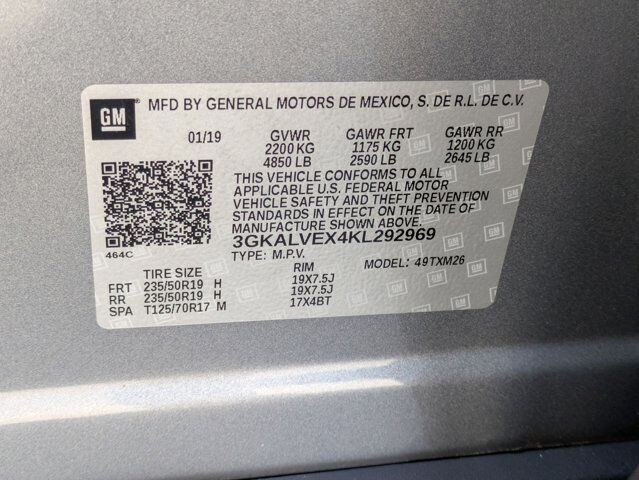 GM ® MFD BY GENERAL MOTORS DE MEXICO, S. DE R.L. DE C.V.
01/19 GVWR GAWR FRT GAWR RR
2200 KG 1175 KG 1200 KG
4850 LB 2590 LB 2645 LB
THIS VEHICLE CONFORMS TO ALL
APPLICABLE U.S. FEDERAL MOTOR
VEHICLE SAFETY AND THEFT PREVENTION
STANDARDS IN EFFECT ON THE DATE OF
MANUFACTURE SHOWN ABOVE.
3GKALVEX4KL292969
464C TYPE: M.P.V. MODEL: 49TXM26
TIRE SIZE RIM
FRT 235/50R19 H 19X7.5J
RR 235/50R19 H 19X7.5J
SPA T125/70R17 M 17X4BT